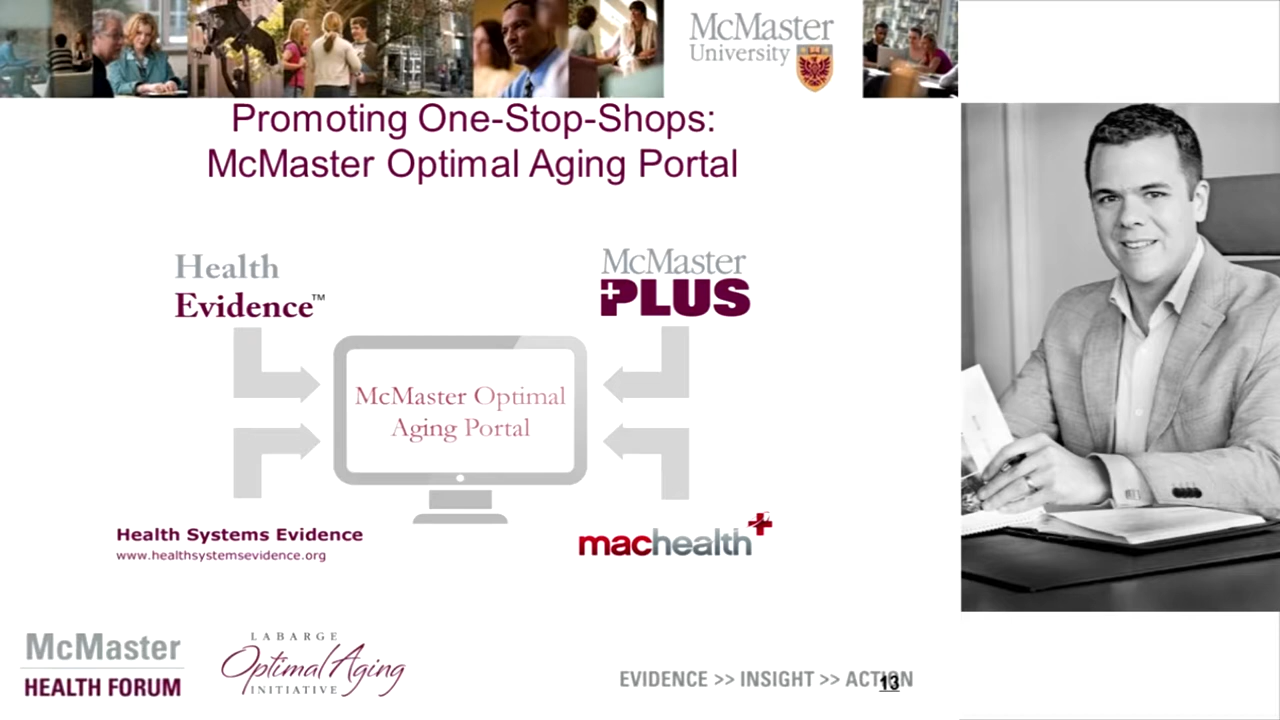 McMaster
University
Promoting One-Stop-Shops:
McMaster Optimal Aging Portal
Health
Evidence™
McMaster
PLUS
McMaster Optimal
Aging Portal
Health Systems Evidence
www.healthsystemsevidence.org
machealth
McMaster
HEALTH FORUM
LABARGE
Optimal Aging
INITIATIVE
EVIDENCE >> INSIGHT >> ACTION
13